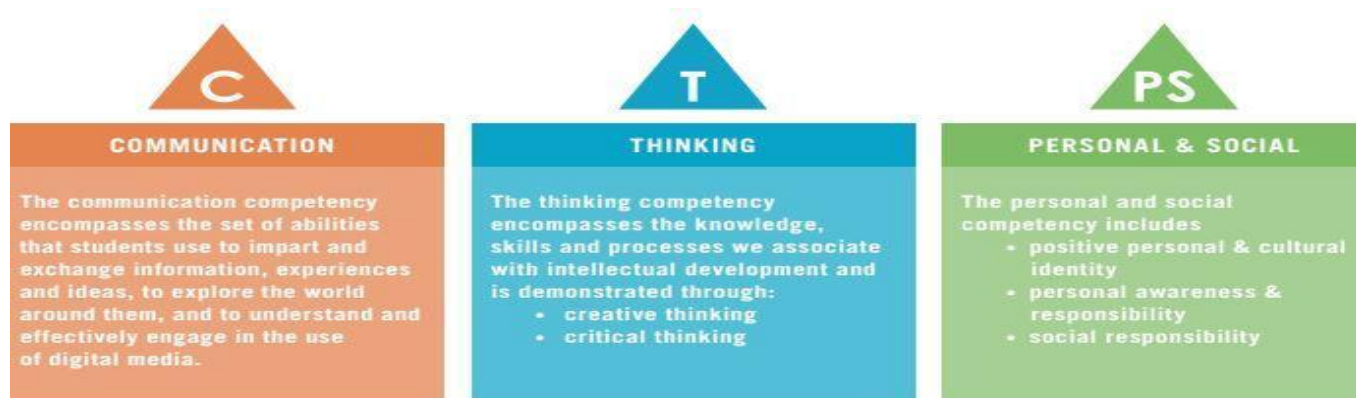 C
COMMUNICATION
The communication competency
encompasses the set of abilities
that students use to impart and
exchange information, experiences
and ideas, to explore the world
around them, and to understand and
effectively engage in the use
of digital media.
T
THINKING
The thinking competency
encompasses the knowledge,
skills and processes we associate
with intellectual development and
is demonstrated through:
• creative thinking
• critical thinking
PS
PERSONAL & SOCIAL
The personal and social
competency includes
• positive personal & cultural
identity
• personal awareness &
responsibility
• social responsibility